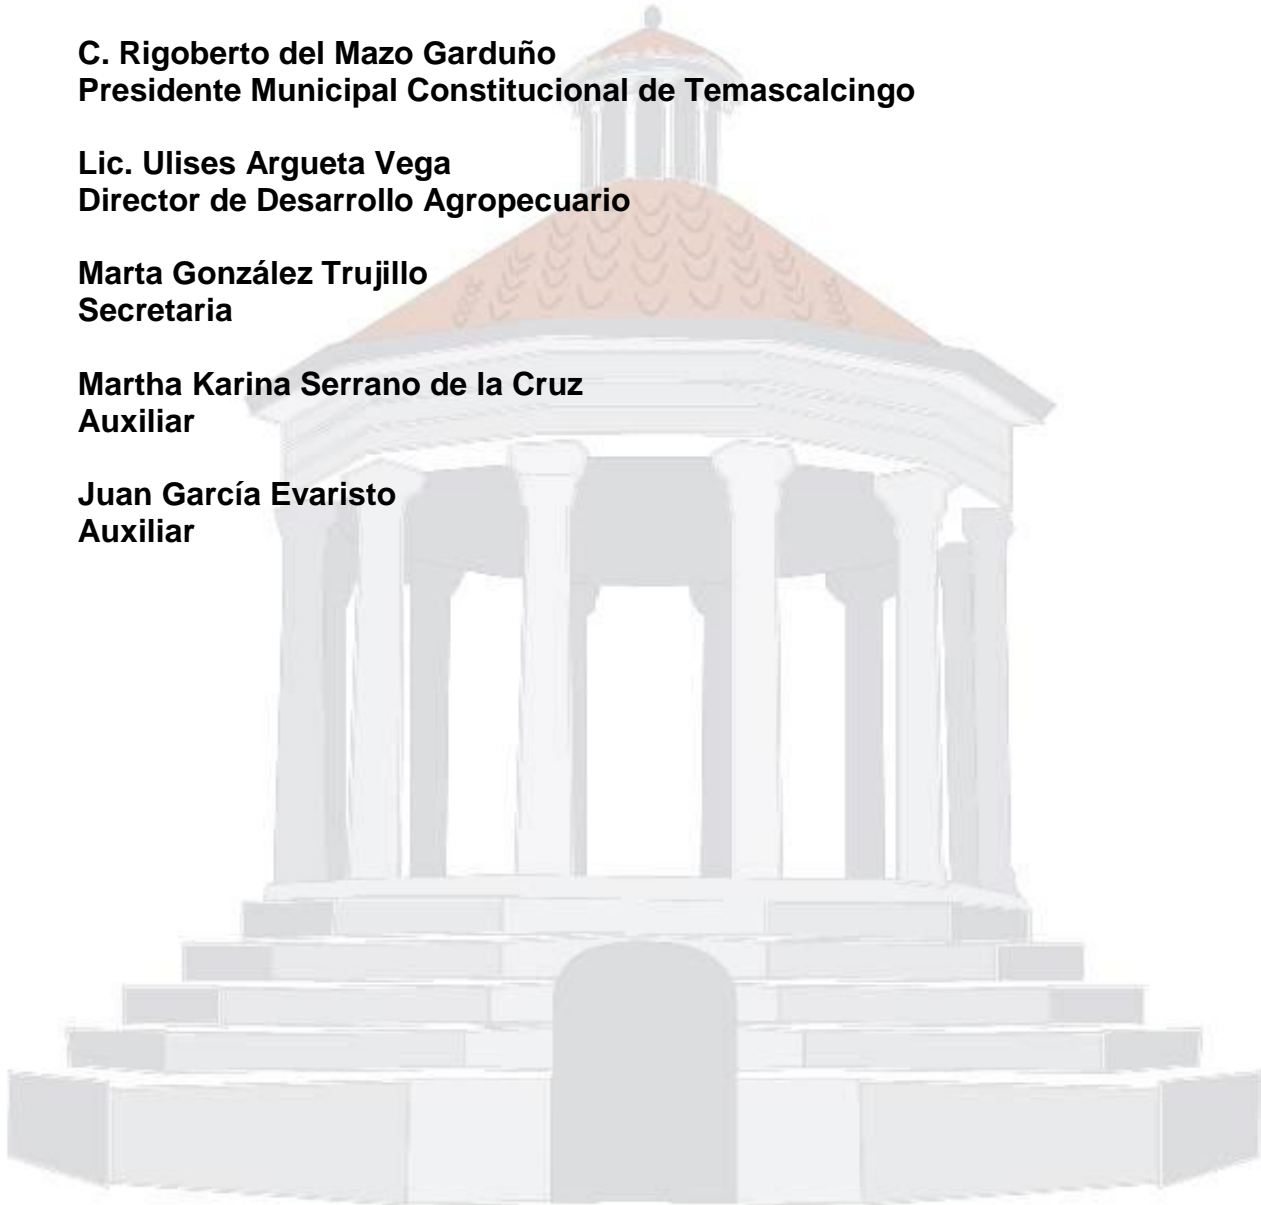 C. Rigoberto del Mazo Garduño
Presidente Municipal Constitucional de Temascalcingo
Lic. Ulises Argueta Vega
Director de Desarrollo Agropecuario
Marta González Trujillo
Secretaria
Martha Karina Serrano de la Cruz
Auxiliar
Juan García Evaristo
Auxiliar